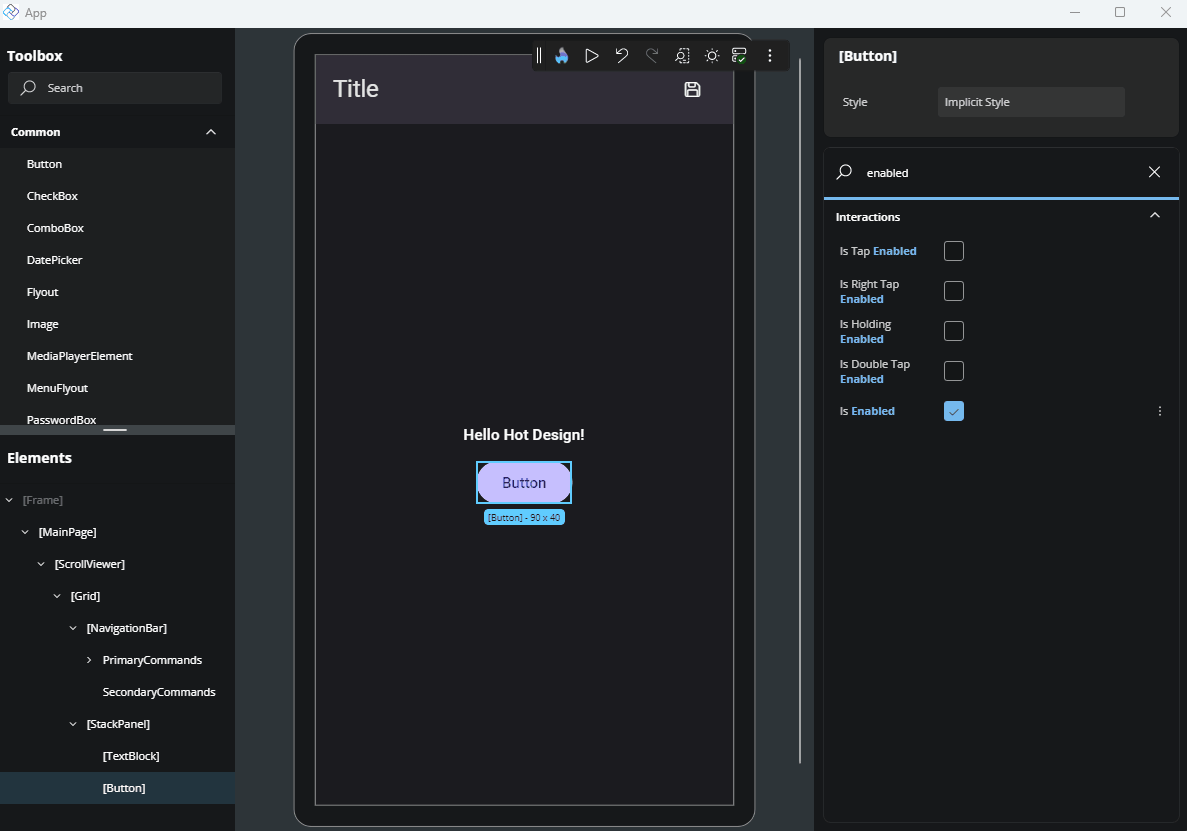 App
Toolbox
Search
Common
Button
CheckBox
ComboBox
DatePicker
Flyout
Image
MediaPlayerElement
MenuFlyout
PasswordBox
Elements
[Frame]
[MainPage]
[ScrollViewer]
[Grid]
[NavigationBar]
PrimaryCommands
SecondaryCommands
[StackPanel]
[TextBlock]
[Button]
Title
Hello Hot Design!
Button
[Button] - 90 x 40
[Button]
Style
Implicit Style
enabled
Interactions
Is Tap Enabled
Is Right Tap
Enabled
Is Holding
Enabled
Is Double Tap
Enabled
Is Enabled